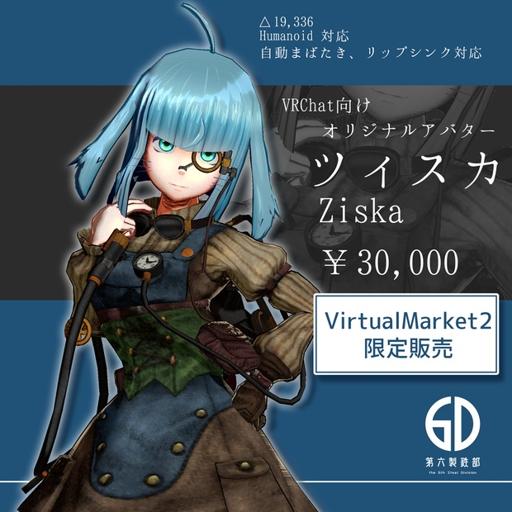 △19,336
Humanoid 対応
自動まばたき、リップシンク対応
VRChat向け
オリジナルアバター
ツィスカ
Ziska
￥30,000
VirtualMarket2
限定販売
6D
第六製鉄部